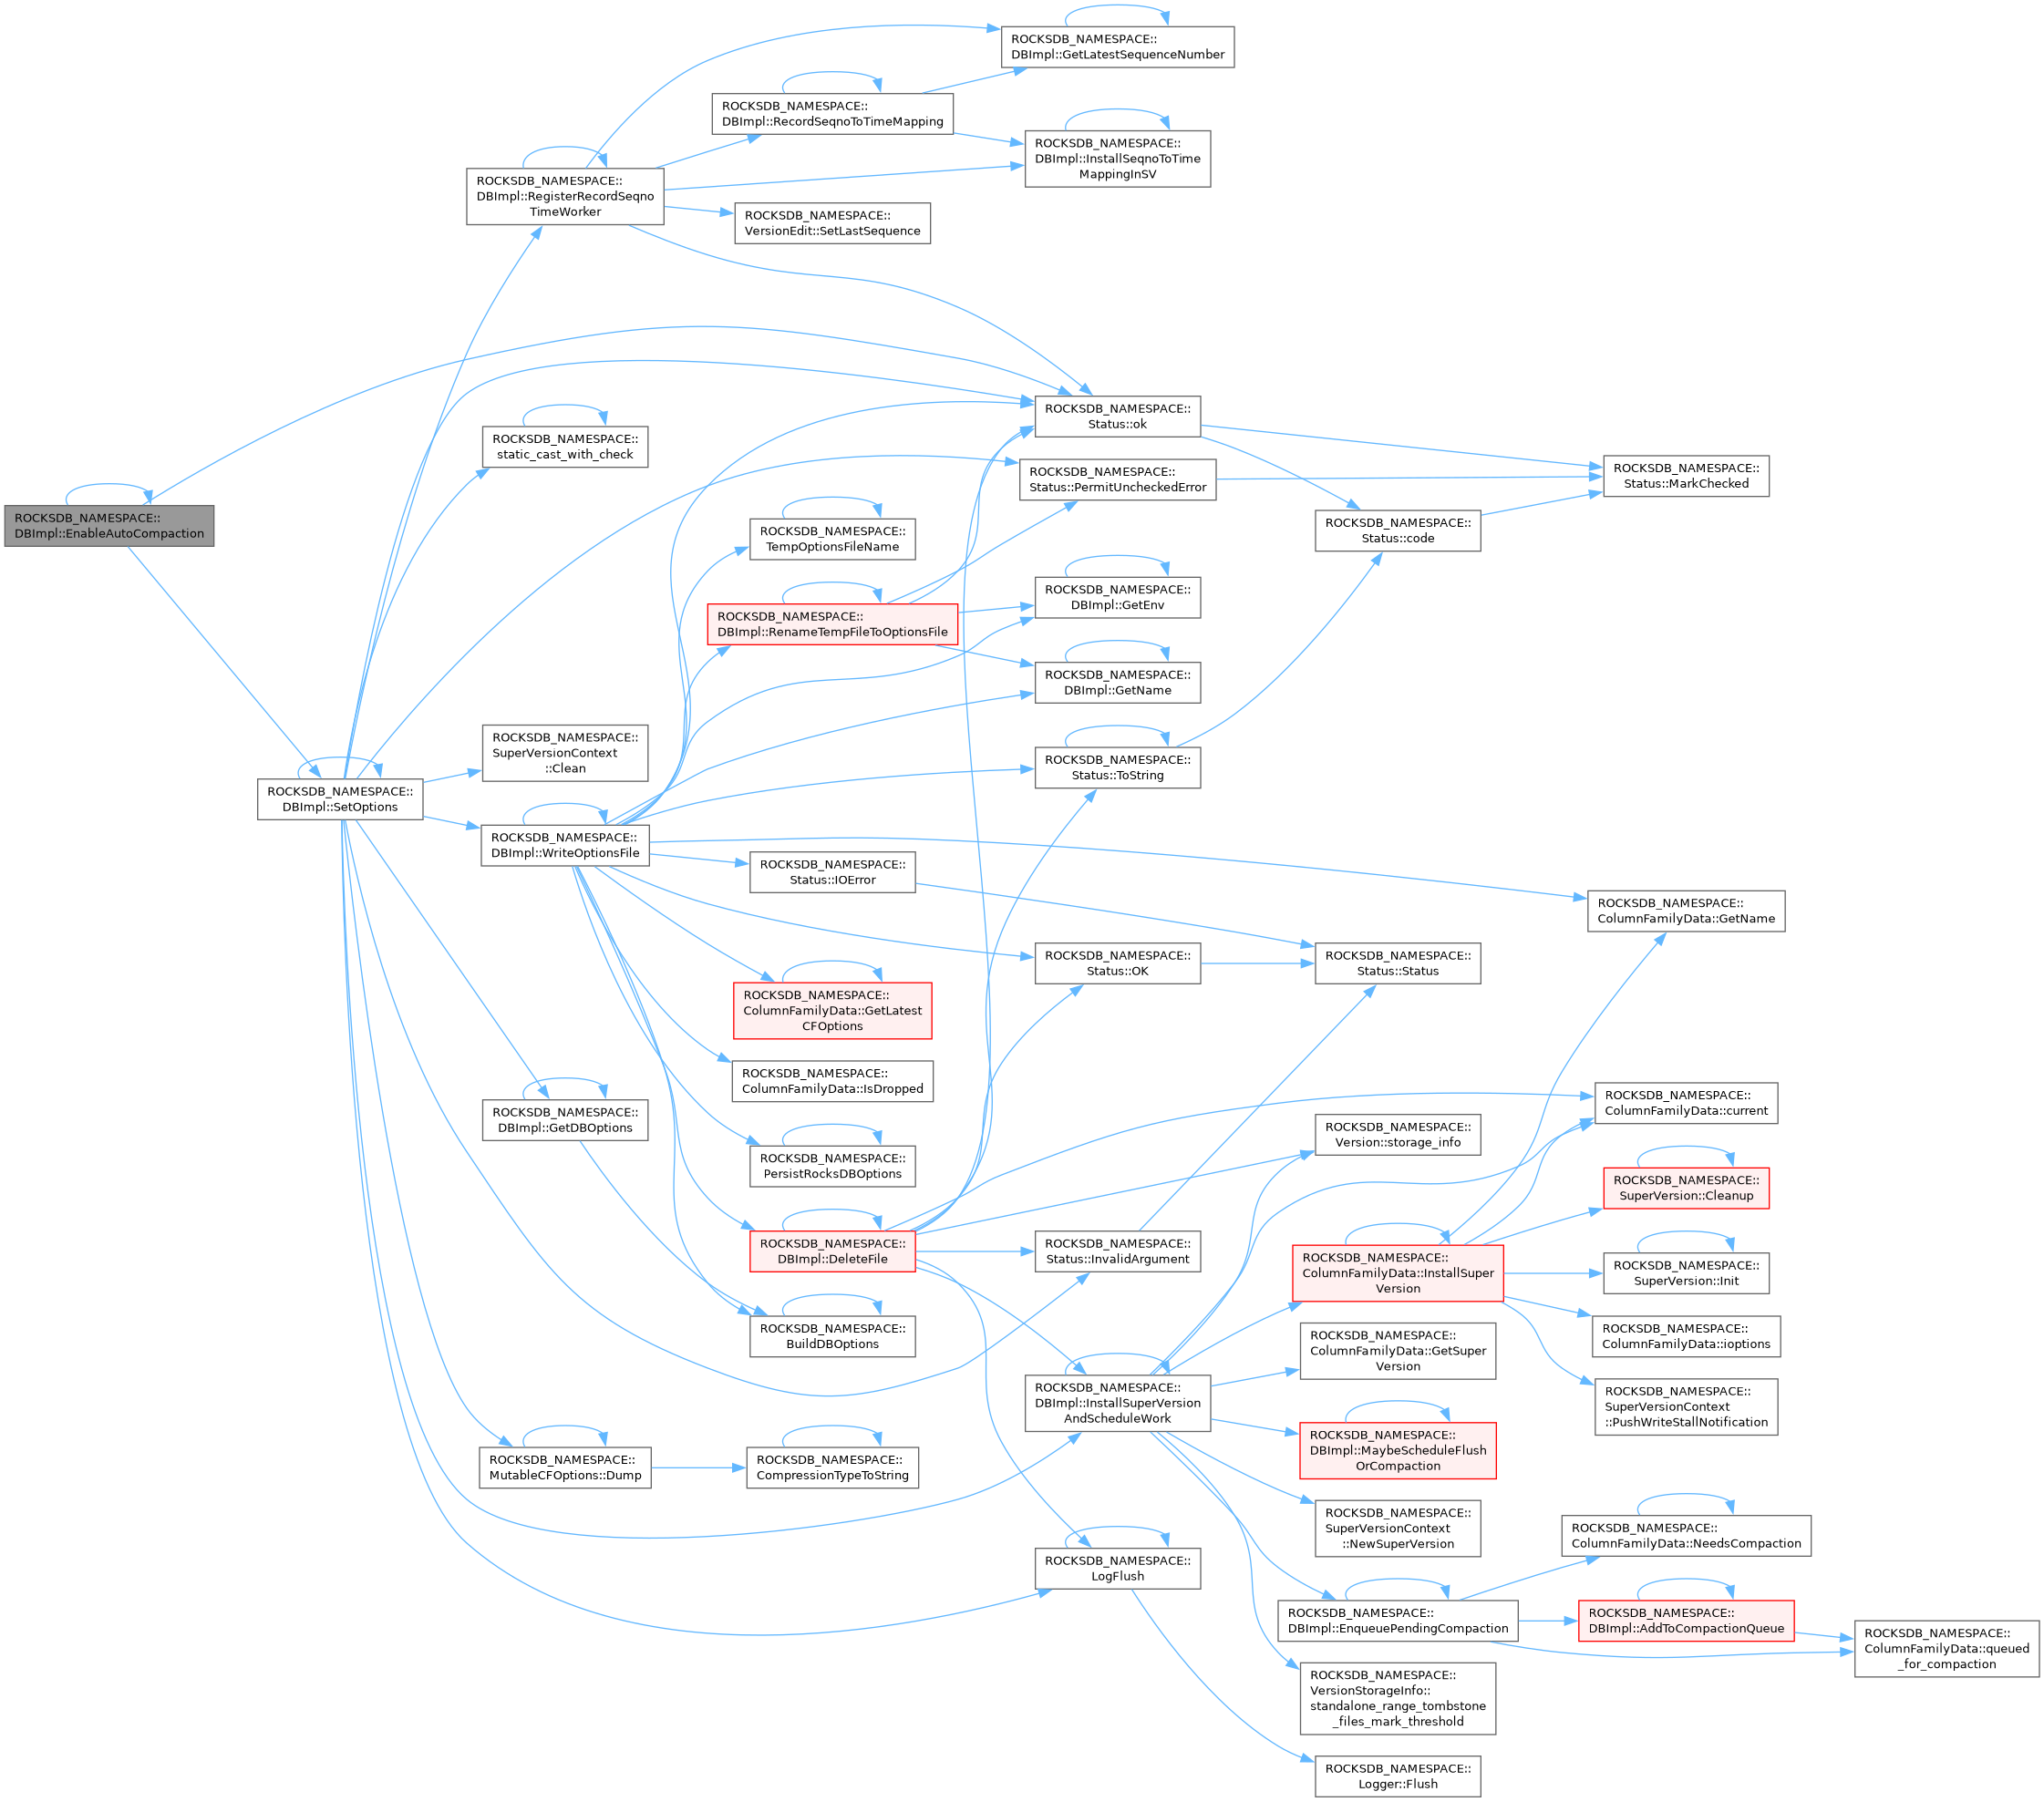 ROCKSDB_NAMESPACE::
DBImpl::GetLatestSequenceNumber
ROCKSDB_NAMESPACE::
DBImpl::RecordSeqnoToTimeMapping
ROCKSDB_NAMESPACE::
DBImpl::InstallSeqnoToTime
MappingInSV
ROCKSDB_NAMESPACE::
DBImpl::RegisterRecordSeqno
TimeWorker
ROCKSDB_NAMESPACE::
VersionEdit::SetLastSequence
ROCKSDB_NAMESPACE::
Status::ok
ROCKSDB_NAMESPACE::
static_cast_with_check
ROCKSDB_NAMESPACE::
Status::PermitUncheckedError
ROCKSDB_NAMESPACE::
Status::MarkChecked
ROCKSDB_NAMESPACE::
DBImpl::EnableAutoCompaction
ROCKSDB_NAMESPACE::
Status::code
ROCKSDB_NAMESPACE::
TempOptionsFileName
ROCKSDB_NAMESPACE::
DBImpl::GetEnv
ROCKSDB_NAMESPACE::
DBImpl::RenameTempFileToOptionsFile
ROCKSDB_NAMESPACE::
DBImpl::GetName
ROCKSDB_NAMESPACE::
SuperVersionContext
::Clean
ROCKSDB_NAMESPACE::
Status::ToString
ROCKSDB_NAMESPACE::
DBImpl::SetOptions
ROCKSDB_NAMESPACE::
DBImpl::WriteOptionsFile
ROCKSDB_NAMESPACE::
Status::IOError
ROCKSDB_NAMESPACE::
ColumnFamilyData::GetName
ROCKSDB_NAMESPACE::
Status::OK
ROCKSDB_NAMESPACE::
Status::Status
ROCKSDB_NAMESPACE::
ColumnFamilyData::GetLatest
CFOptions
ROCKSDB_NAMESPACE::
ColumnFamilyData::IsDropped
ROCKSDB_NAMESPACE::
ColumnFamilyData::current
ROCKSDB_NAMESPACE::
DBImpl::GetDBOptions
ROCKSDB_NAMESPACE::
Version::storage_info
ROCKSDB_NAMESPACE::
PersistRocksDBOptions
ROCKSDB_NAMESPACE::
SuperVersion::Cleanup
ROCKSDB_NAMESPACE::
DBImpl::DeleteFile
ROCKSDB_NAMESPACE::
Status::InvalidArgument
ROCKSDB_NAMESPACE::
ColumnFamilyData::InstallSuper
Version
ROCKSDB_NAMESPACE::
SuperVersion::Init
ROCKSDB_NAMESPACE::
BuildDBOptions
ROCKSDB_NAMESPACE::
ColumnFamilyData::GetSuper
Version
ROCKSDB_NAMESPACE::
ColumnFamilyData::ioptions
ROCKSDB_NAMESPACE::
DBImpl::InstallSuperVersion
AndScheduleWork
ROCKSDB_NAMESPACE::
SuperVersionContext
::PushWriteStallNotification
ROCKSDB_NAMESPACE::
DBImpl::MaybeScheduleFlush
OrCompaction
ROCKSDB_NAMESPACE::
MutableCFOptions::Dump
ROCKSDB_NAMESPACE::
CompressionTypeToString
ROCKSDB_NAMESPACE::
SuperVersionContext
::NewSuperVersion
ROCKSDB_NAMESPACE::
ColumnFamilyData::NeedsCompaction
ROCKSDB_NAMESPACE::
LogFlush
ROCKSDB_NAMESPACE::
DBImpl::EnqueuePendingCompaction
ROCKSDB_NAMESPACE::
DBImpl::AddToCompactionQueue
ROCKSDB_NAMESPACE::
ColumnFamilyData::queued
_for_compaction
ROCKSDB_NAMESPACE::
VersionStorageInfo::
standalone_range_tombstone
_files_mark_threshold
ROCKSDB_NAMESPACE::
Logger::Flush